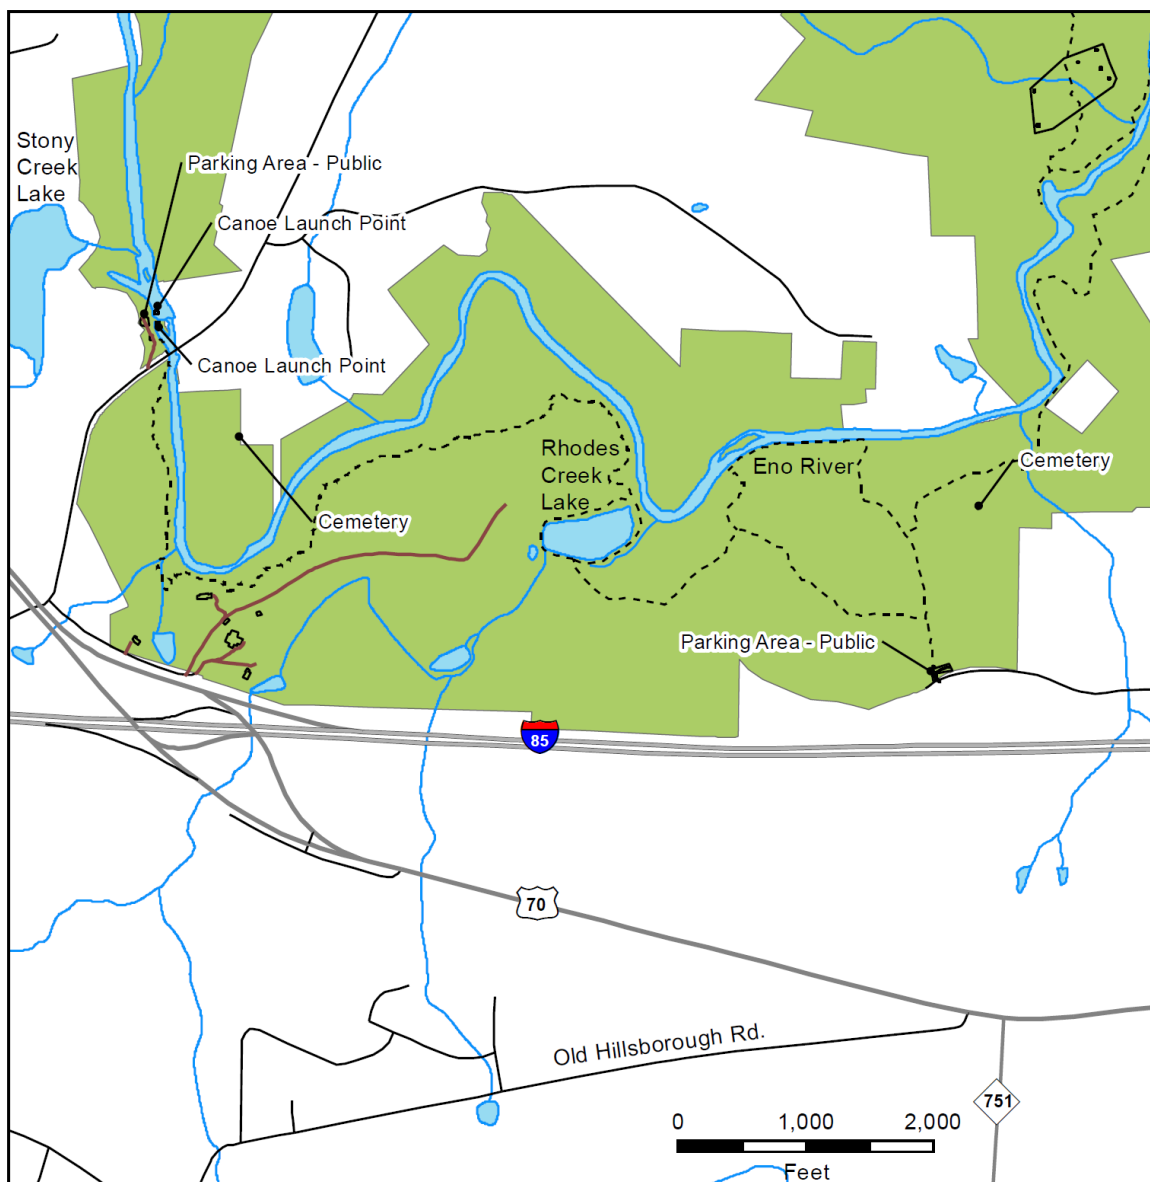 Stony
Creek
Lake
Parking Area - Public
Canoe Launch Point
Canoe Launch Point
Rhodes
Creek
Lake
Eno River
Cemetery
Cemetery
Parking Area - Public
85
70
Old Hillsborough Rd.
751
0 1,000 2,000
Feet